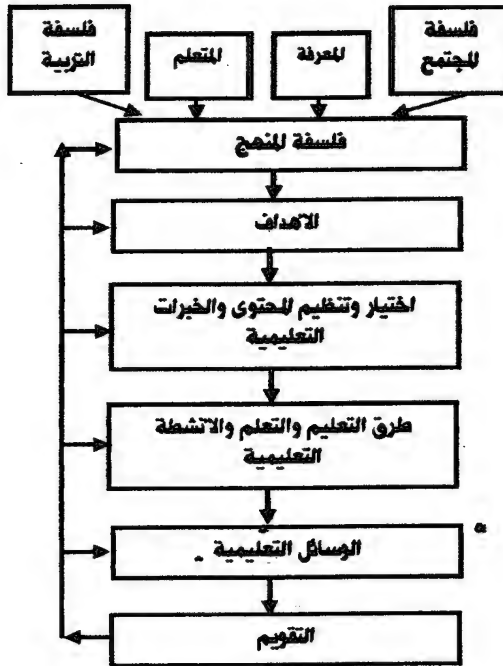 فلسفة
المجتمع
المعرفة
المتعلم
فلسفة
التربية
فلسفة المنهج
الاهداف
اختيار وتنظيم المحتوى والخبرات
التعليمية
طرق التعليم والتعلم والانشطة
التعليمية
الوسائل التعليمية
التقويم